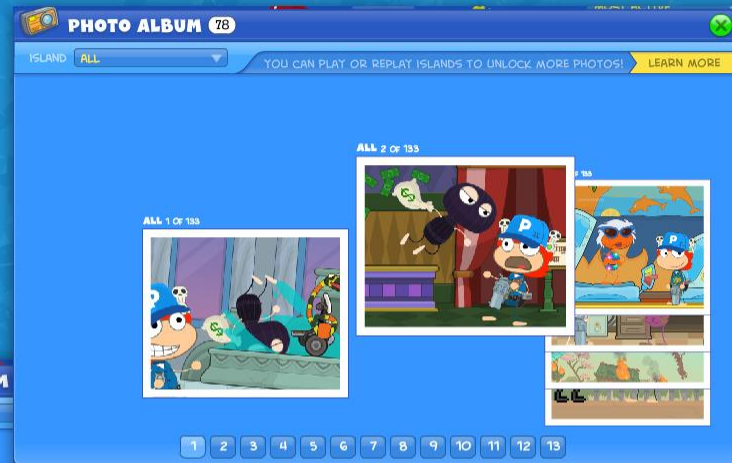 PHOTO ALBUM 78
ISLAND ALL
YOU CAN PLAY OR REPLAY ISLANDS TO UNLOCK MORE PHOTOS!
LEARN MORE
ALL 2 OF 133
133
ALL 1 OF 133
P
P
P
$
$
1 2 3 4 5 6 7 8 9 10 11 12 13